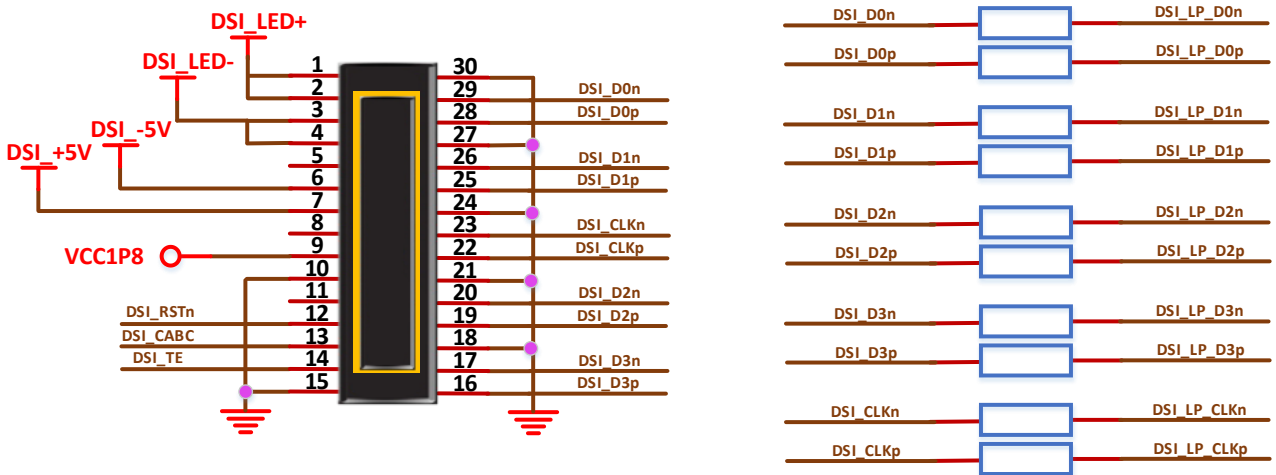 DSI_LED+
DSI_LED-
DSI_-5V
DSI_+5V
VCC1P8
DSI_RSTn
DSI_CABC
DSI_TE
1
2
3
4
5
6
7
8
9
10
11
12
13
14
15
30
29 DSI_D0n
28 DSI_D0p
27
26 DSI_D1n
25 DSI_D1p
24
23 DSI_CLKn
22 DSI_CLKp
21
20 DSI_D2n
19 DSI_D2p
18
17 DSI_D3n
16 DSI_D3p
DSI_D0n DSI_LP_D0n
DSI_D0p DSI_LP_D0p
DSI_D1n DSI_LP_D1n
DSI_D1p DSI_LP_D1p
DSI_D2n DSI_LP_D2n
DSI_D2p DSI_LP_D2p
DSI_D3n DSI_LP_D3n
DSI_D3p DSI_LP_D3p
DSI_CLKn DSI_LP_CLKn
DSI_CLKp DSI_LP_CLKp